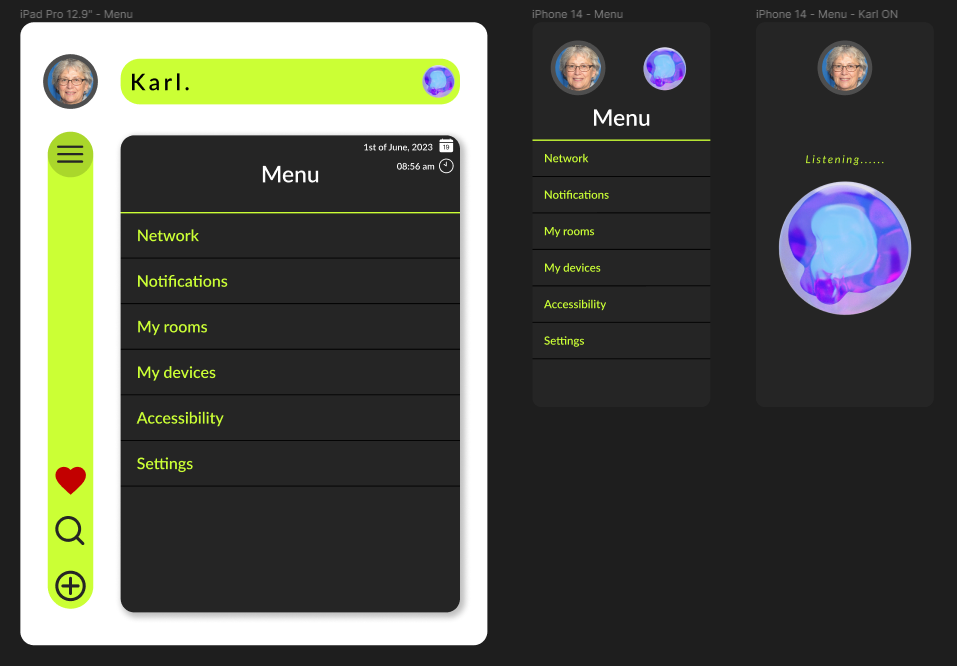 iPad Pro 12.9" - Menu
Karl.
1st of June, 2023
19
08:56 am
Menu
Network
Notifications
My rooms
My devices
Accessibility
Settings
iPhone 14 - Menu
Menu
Network
Notifications
My rooms
My devices
Accessibility
Settings
iPhone 14 - Menu - Karl ON
Listening......